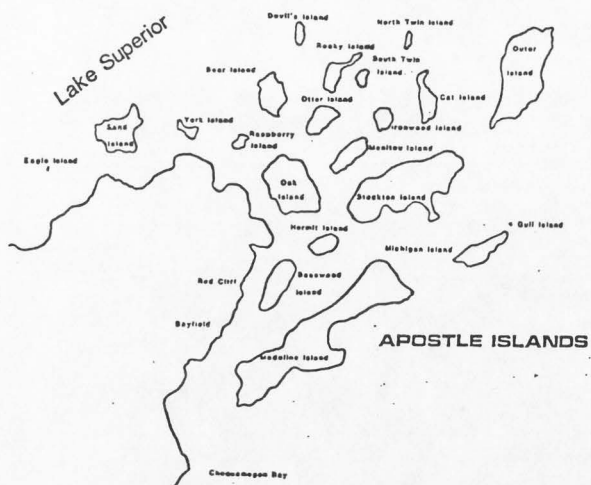 Lake Superior
Devil's Island
North Twin Island
Rocky Island
South Twin
Island
Outer
Island
Bear Island
Otter Island
Cat Island
Sand
Island
York Island
Raspberry
Island
Ironwood Island
Manitou Island
Eagle Island
Oak
Island
Stockton Island
Gull Island
Hermit Island
Michigan Island
Red Cliff
Basswood
Island
Bayfield
APOSTLE ISLANDS
Madeline Island
Chequamegon Bay